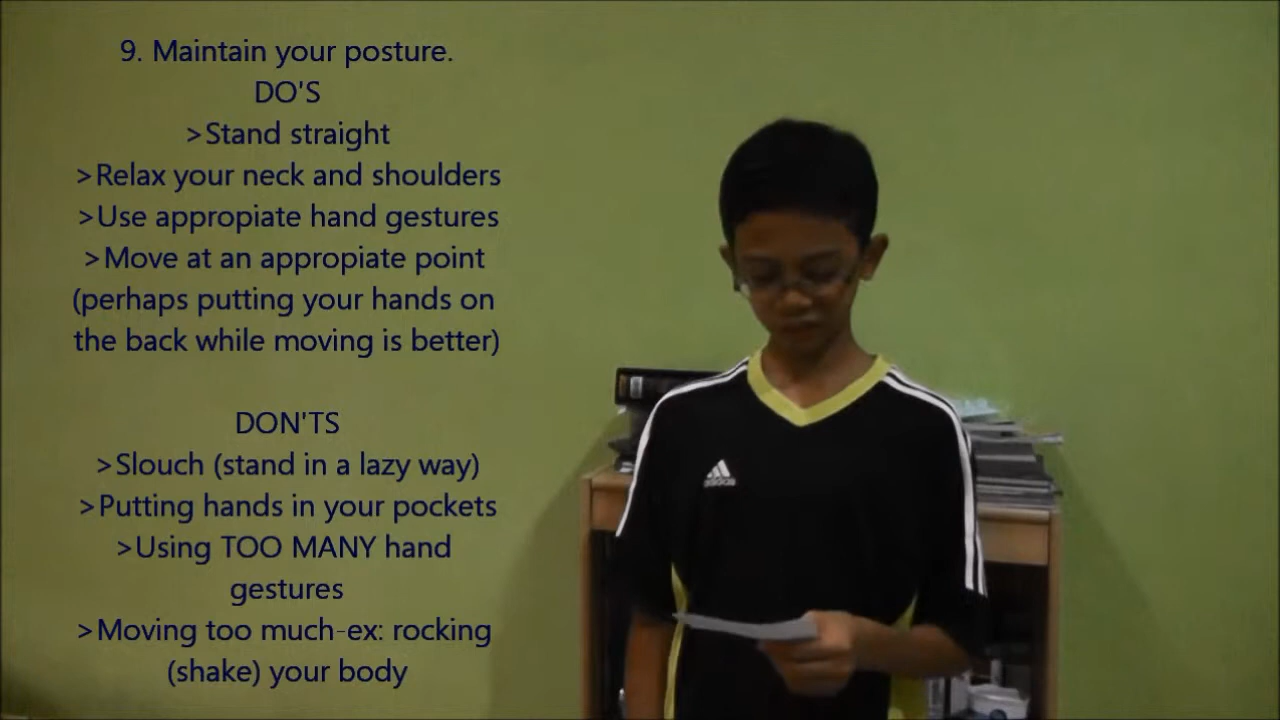 9. Maintain your posture.
DO'S
>Stand straight
>Relax your neck and shoulders
>Use appropiate hand gestures
>Move at an appropiate point
(perhaps putting your hands on
the back while moving is better)
DON'TS
>Slouch (stand in a lazy way)
>Putting hands in your pockets
>Using TOO MANY hand
gestures
>Moving too much-ex: rocking
(shake) your body
adidas